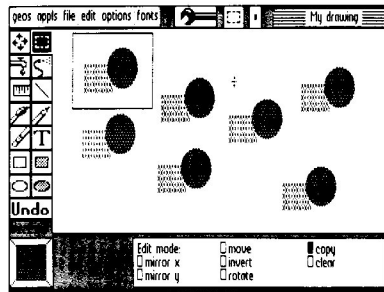 geos appls file edit options fonts
My drawing
T
Undo
Edit mode:
move
copy
mirror x
invert
clear
mirror y
rotate